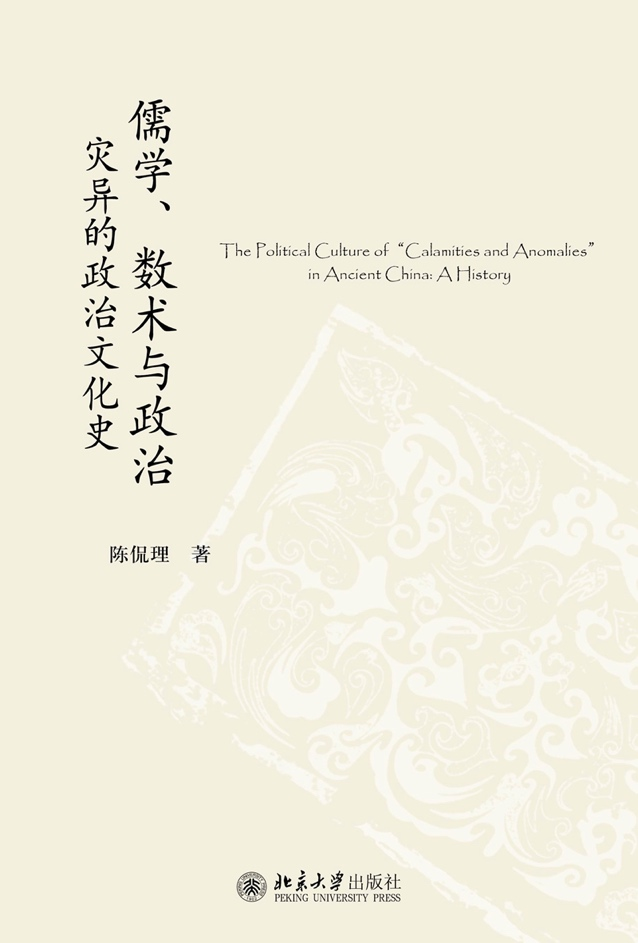 儒学、数术与政治
灾异的政治文化史
The Political Culture of “Calamities and Anomalies”
in Ancient China: A History
陈侃理 著
北京大学出版社
PEKING UNIVERSITY PRESS